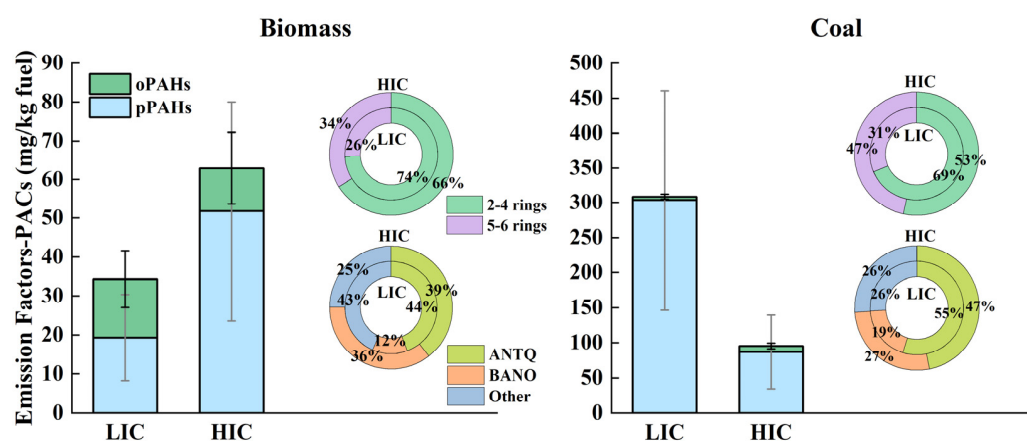 Biomass
Emission Factors-PACs (mg/kg fuel)
90
80
70
60
50
40
30
20
10
0
oPAHs
pPAHs
LIC
HIC
HIC
LIC
34%
26%
74%
66%
2-4 rings
5-6 rings
HIC
LIC
25%
43%
39%
44%
12%
36%
ANTQ
BANO
Other
Coal
500
450
400
350
300
250
200
150
100
50
0
LIC
HIC
HIC
LIC
31%
47%
53%
69%
HIC
LIC
26%
26%
47%
55%
19%
27%